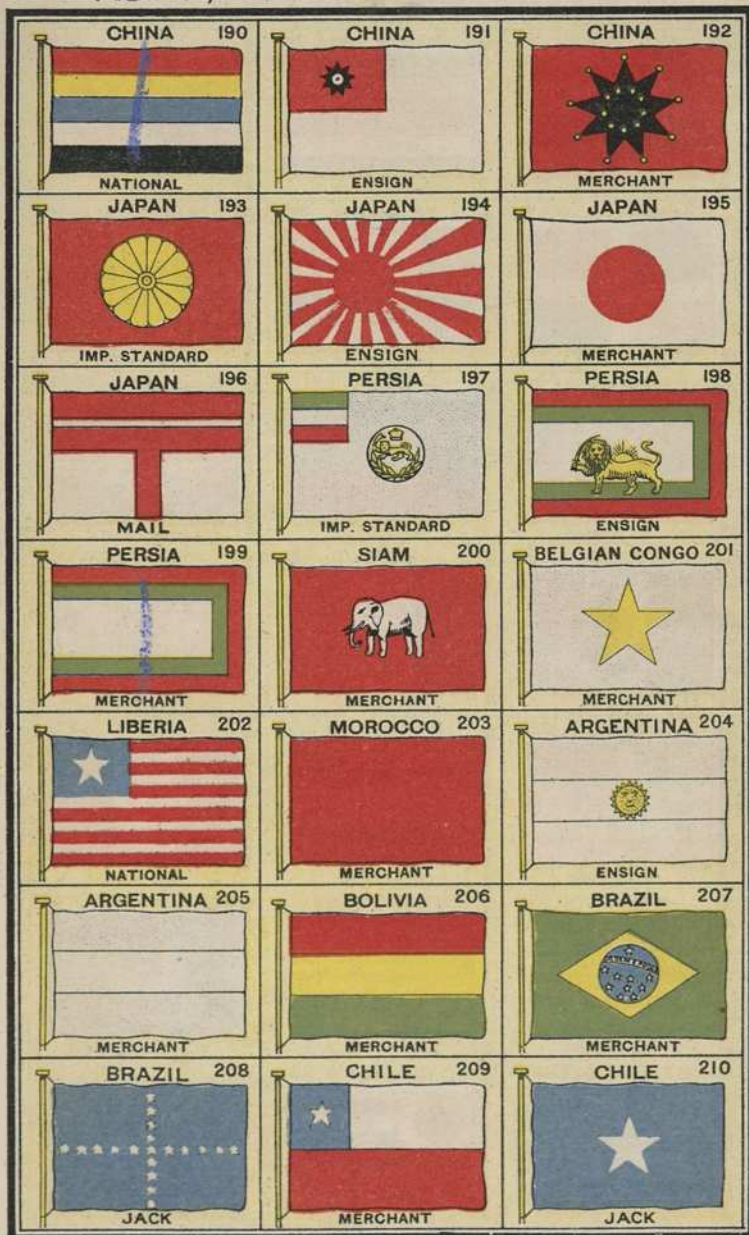 CHINA 190
NATIONAL
CHINA 191
ENSIGN
CHINA 192
MERCHANT
JAPAN 193
IMP. STANDARD
JAPAN 194
ENSIGN
JAPAN 195
MERCHANT
JAPAN 196
MAIL
PERSIA 197
IMP. STANDARD
PERSIA 198
ENSIGN
PERSIA 199
MERCHANT
SIAM 200
MERCHANT
BELGIAN CONGO 201
MERCHANT
LIBERIA 202
NATIONAL
MOROCCO 203
MERCHANT
ARGENTINA 204
ENSIGN
ARGENTINA 205
MERCHANT
BOLIVIA 206
MERCHANT
BRAZIL 207
MERCHANT
BRAZIL 208
JACK
CHILE 209
MERCHANT
CHILE 210
JACK